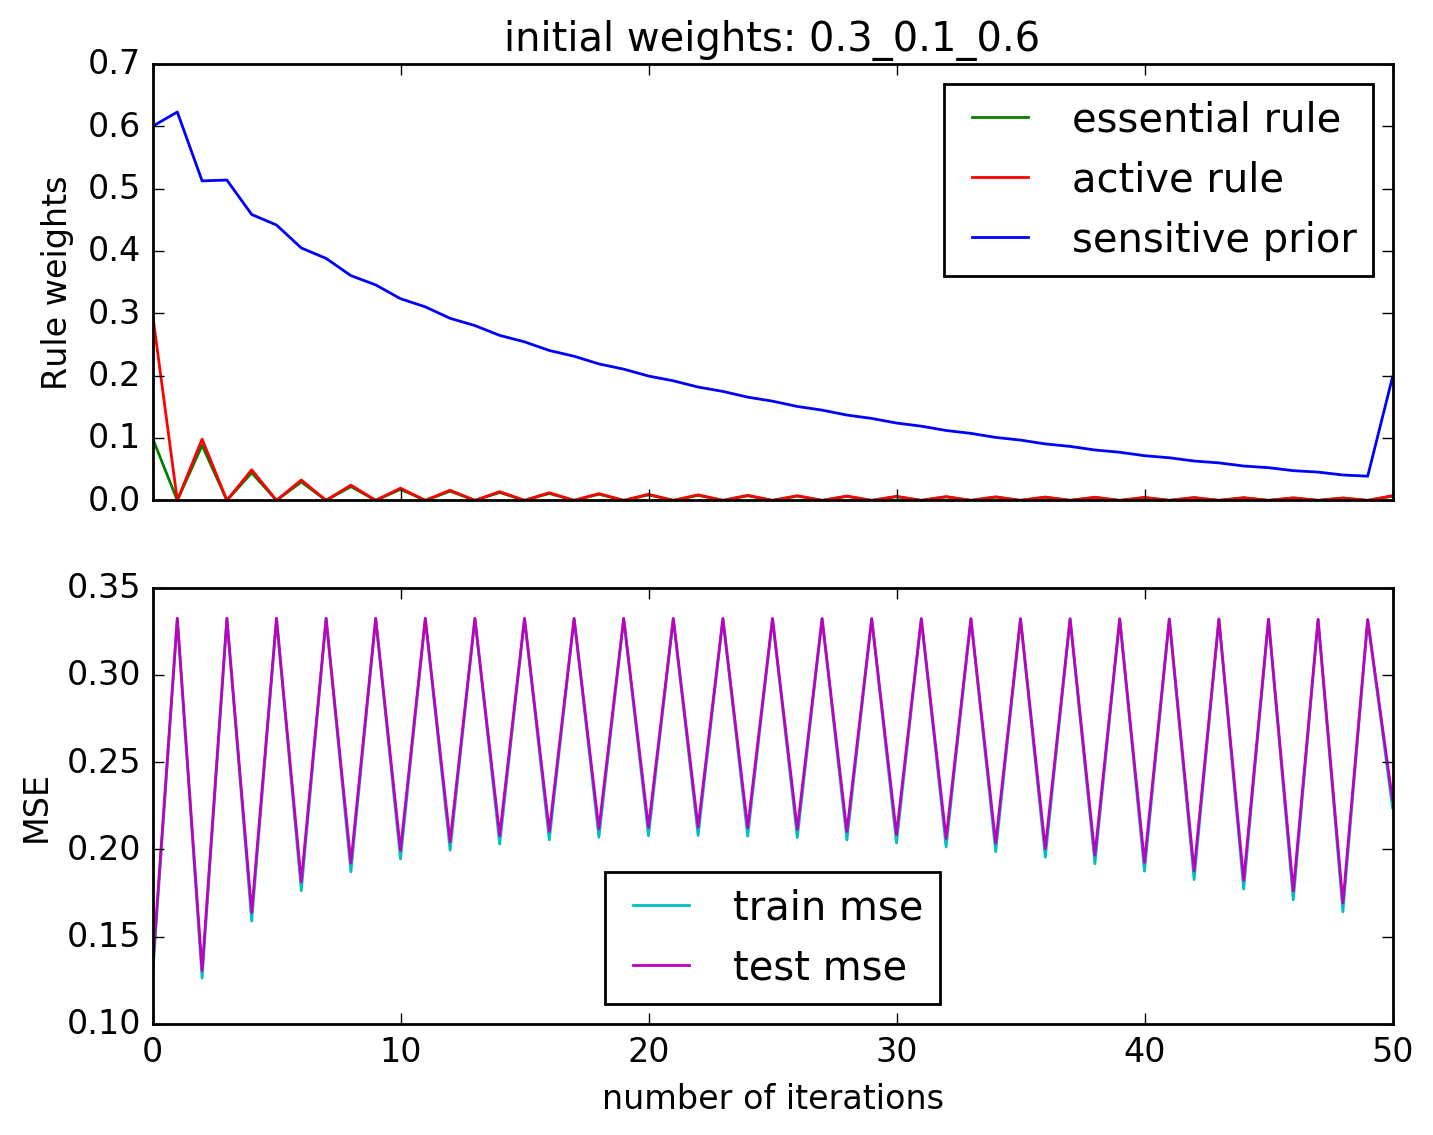 initial weights: 0.3_0.1_0.6
0.7
0.6
0.5
0.4
0.3
0.2
0.1
0.0
Rule weights
essential rule
active rule
sensitive prior
0.35
0.30
0.25
0.20
0.15
0.10
MSE
train mse
test mse
0 10 20 30 40 50
number of iterations